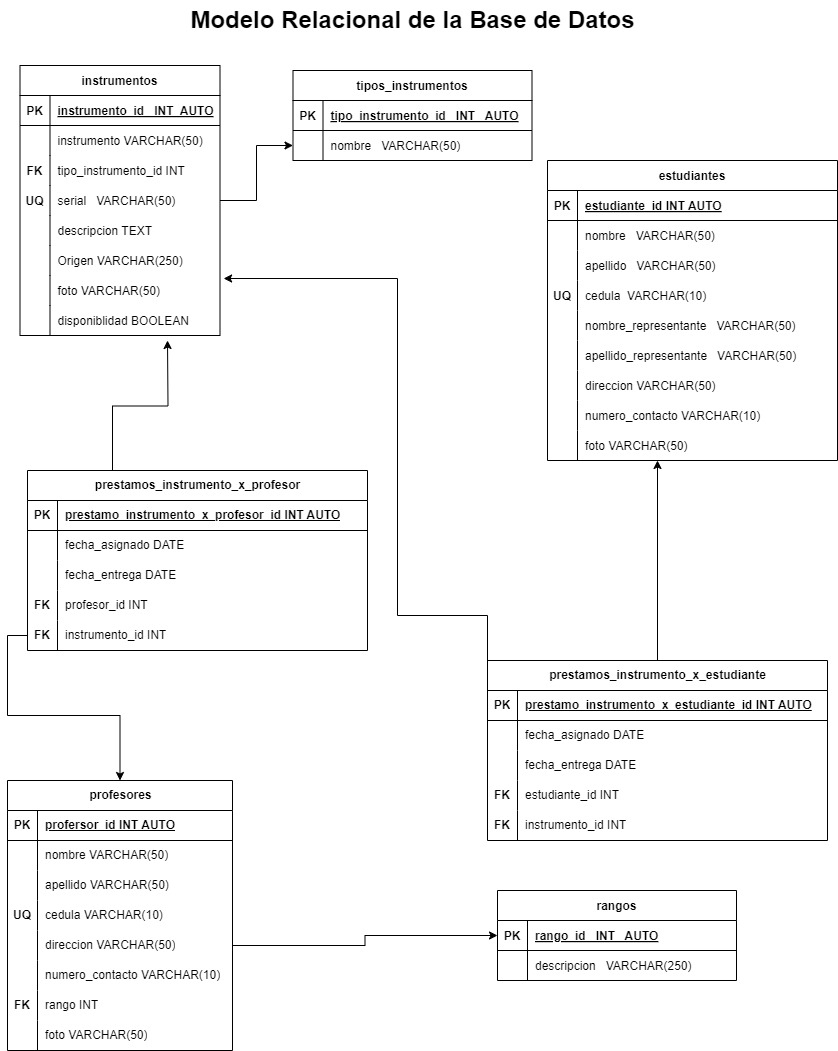 Modelo Relacional de la Base de Datos
instrumentos
PK instrumento_id   INT  AUTO
instrumento VARCHAR(50)
FK tipo_instrumento_id INT
UQ serial   VARCHAR(50)
descripcion TEXT
Origen VARCHAR(250)
foto VARCHAR(50)
disponiblidad BOOLEAN
tipos_instrumentos
PK tipo_instrumento_id   INT   AUTO
nombre   VARCHAR(50)
estudiantes
PK estudiante_id INT AUTO
nombre   VARCHAR(50)
apellido   VARCHAR(50)
UQ cedula  VARCHAR(10)
nombre_representante   VARCHAR(50)
apellido_representante   VARCHAR(50)
direccion VARCHAR(50)
numero_contacto VARCHAR(10)
foto VARCHAR(50)
prestamos_instrumento_x_profesor
PK prestamo_instrumento_x_profesor_id INT AUTO
fecha_asignado DATE
fecha_entrega DATE
FK profesor_id INT
FK instrumento_id INT
prestamos_instrumento_x_estudiante
PK prestamo_instrumento_x_estudiante_id INT AUTO
fecha_asignado DATE
fecha_entrega DATE
FK estudiante_id INT
FK instrumento_id INT
profesores
PK profersor_id INT AUTO
nombre VARCHAR(50)
apellido VARCHAR(50)
UQ cedula VARCHAR(10)
direccion VARCHAR(50)
numero_contacto VARCHAR(10)
FK rango INT
foto VARCHAR(50)
rangos
PK rango_id   INT   AUTO
descripcion   VARCHAR(250)